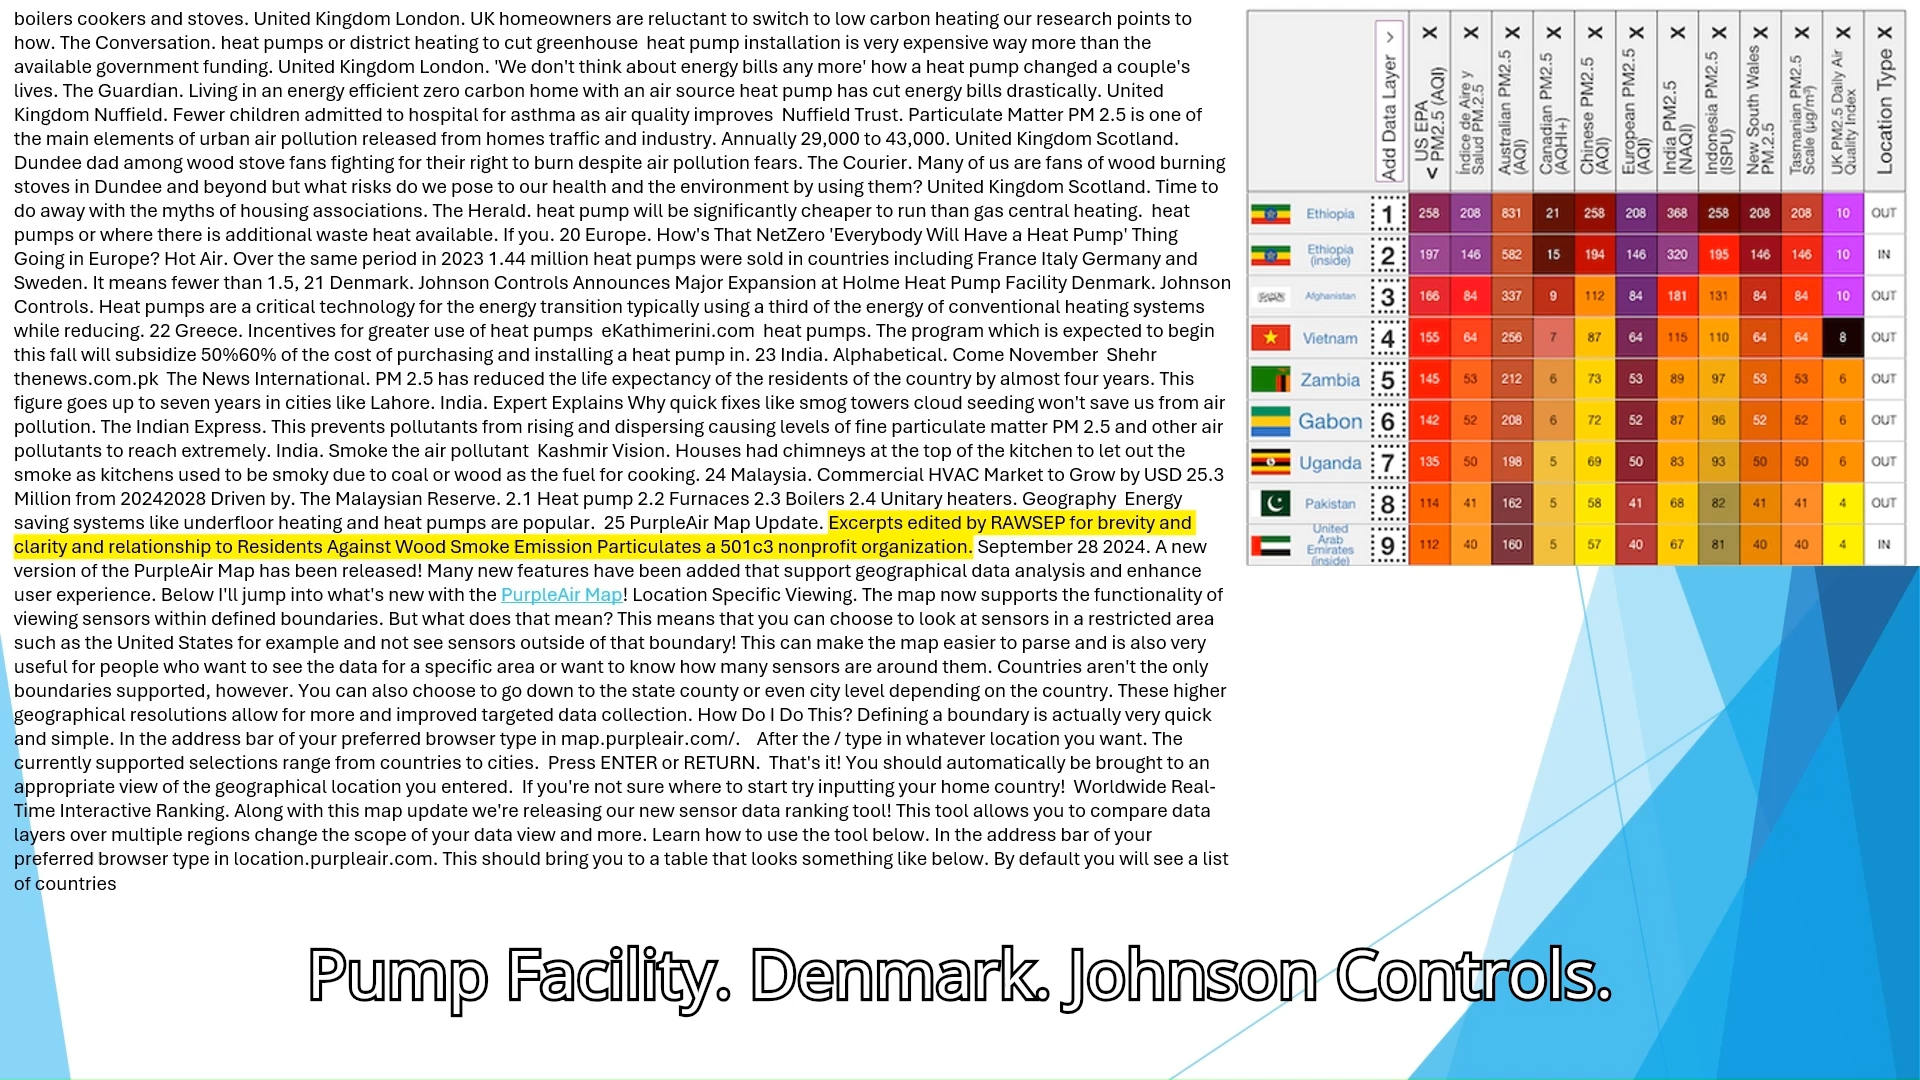 boilers cookers and stoves. United Kingdom London. UK homeowners are reluctant to switch to low carbon heating our research points to
how. The Conversation. heat pumps or district heating to cut greenhouse  heat pump installation is very expensive way more than the
available government funding. United Kingdom London. 'We don't think about energy bills any more' how a heat pump changed a couple's
lives. The Guardian. Living in an energy efficient zero carbon home with an air source heat pump has cut energy bills drastically. United
Kingdom Nuffield. Fewer children admitted to hospital for asthma as air quality improves  Nuffield Trust. Particulate Matter PM 2.5 is one of
the main elements of urban air pollution released from homes traffic and industry. Annually 29,000 to 43,000. United Kingdom Scotland.
Dundee dad among wood stove fans fighting for their right to burn despite air pollution fears. The Courier. Many of us are fans of wood burning
stoves in Dundee and beyond but what risks do we pose to our health and the environment by using them? United Kingdom Scotland. Time to
do away with the myths of housing associations. The Herald. heat pump will be significantly cheaper to run than gas central heating.  heat
pumps or where there is additional waste heat available. If you. 20 Europe. How's That NetZero 'Everybody Will Have a Heat Pump' Thing
Going in Europe? Hot Air. Over the same period in 2023 1.44 million heat pumps were sold in countries including France Italy Germany and
Sweden. It means fewer than 1.5, 21 Denmark. Johnson Controls Announces Major Expansion at Holme Heat Pump Facility Denmark. Johnson
Controls. Heat pumps are a critical technology for the energy transition typically using a third of the energy of conventional heating systems
while reducing. 22 Greece. Incentives for greater use of heat pumps  eKathimerini.com  heat pumps. The program which is expected to begin
this fall will subsidize 50%60% of the cost of purchasing and installing a heat pump in. 23 India. Alphabetical. Come November  Shehr
thenews.com.pk  The News International. PM 2.5 has reduced the life expectancy of the residents of the country by almost four years. This
figure goes up to seven years in cities like Lahore. India. Expert Explains Why quick fixes like smog towers cloud seeding won't save us from air
pollution. The Indian Express. This prevents pollutants from rising and dispersing causing levels of fine particulate matter PM 2.5 and other air
pollutants to reach extremely. India. Smoke the air pollutant  Kashmir Vision. Houses had chimneys at the top of the kitchen to let out the
smoke as kitchens used to be smoky due to coal or wood as the fuel for cooking. 24 Malaysia. Commercial HVAC Market to Grow by USD 25.3
Million from 20242028 Driven by. The Malaysian Reserve. 2.1 Heat pump 2.2 Furnaces 2.3 Boilers 2.4 Unitary heaters. Geography  Energy
saving systems like underfloor heating and heat pumps are popular.  25 PurpleAir Map Update. Excerpts edited by RAWSEP for brevity and
clarity and relationship to Residents Against Wood Smoke Emission Particulates a 501c3 nonprofit organization. September 28 2024. A new
version of the PurpleAir Map has been released! Many new features have been added that support geographical data analysis and enhance
user experience. Below I'll jump into what's new with the PurpleAir Map! Location Specific Viewing. The map now supports the functionality of
viewing sensors within defined boundaries. But what does that mean? This means that you can choose to look at sensors in a restricted area
such as the United States for example and not see sensors outside of that boundary! This can make the map easier to parse and is also very
useful for people who want to see the data for a specific area or want to know how many sensors are around them. Countries aren't the only
boundaries supported, however. You can also choose to go down to the state county or even city level depending on the country. These higher
geographical resolutions allow for more and improved targeted data collection. How Do I Do This? Defining a boundary is actually very quick
and simple. In the address bar of your preferred browser type in map.purpleair.com/.   After the / type in whatever location you want. The
currently supported selections range from countries to cities.  Press ENTER or RETURN.  That's it! You should automatically be brought to an
appropriate view of the geographical location you entered.  If you're not sure where to start try inputting your home country!  Worldwide Real-
Time Interactive Ranking. Along with this map update we're releasing our new sensor data ranking tool! This tool allows you to compare data
layers over multiple regions change the scope of your data view and more. Learn how to use the tool below. In the address bar of your
preferred browser type in location.purpleair.com. This should bring you to a table that looks something like below. By default you will see a list
of countries
Add Data Layer >
X X X X X X X X X X X X
< US EPA PM2.5 (AQI)
Índice de Aire y Salud PM2.5
Australian PM2.5 (AQI)
Canadian PM2.5 (AQHI+)
Chinese PM2.5 (AQI)
European PM2.5 (AQI)
India PM2.5 (NAQI)
Indonesia PM2.5 (ISPU)
New South Wales PM2.5
Tasmanian PM2.5 Scale (µg/m³)
UK PM2.5 Daily Air Quality Index
Location Type
Ethiopia 1 258 208 831 21 258 208 368 258 208 208 10 OUT
Ethiopia (inside) 2 197 146 582 15 194 146 320 195 146 146 10 IN
Afghanistan 3 166 84 337 9 112 84 181 131 84 84 10 OUT
Vietnam 4 155 64 256 7 87 64 115 110 64 64 8 OUT
Zambia 5 145 53 212 6 73 53 89 97 53 53 6 OUT
Gabon 6 142 52 208 6 72 52 87 96 52 52 6 OUT
Uganda 7 135 50 198 5 69 50 83 93 50 50 6 OUT
Pakistan 8 114 41 162 5 58 41 68 82 41 41 4 OUT
United Arab Emirates (inside) 9 112 40 160 5 57 40 67 81 40 40 4 IN
Pump Facility. Denmark. Johnson Controls.